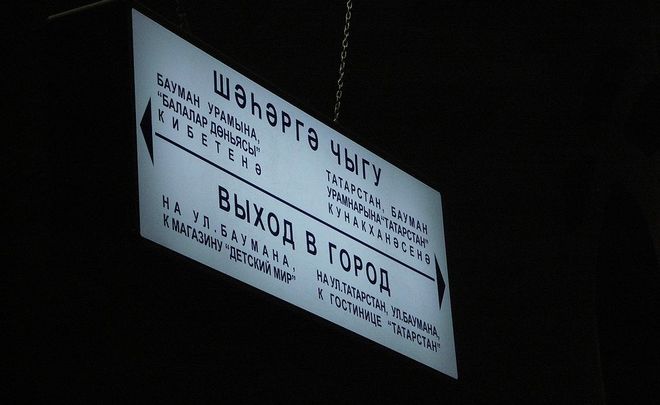 ШӘҺӘРГӘ ЧЫГУ
БАУМАН УРАМЫНА,
"БАЛАЛАР ДӨНЬЯСЫ"
КИБЕТЕНӘ
ТАТАРСТАН, БАУМАН
УРАМНАРЫНА "ТАТАРСТАН"
КУНАКХАНӘСЕНӘ
ВЫХОД В ГОРОД
НА УЛ. БАУМАНА,
К МАГАЗИНУ "ДЕТСКИЙ МИР"
НА УЛ.ТАТАРСТАН, УЛ.БАУМАНА,
К ГОСТИНИЦЕ "ТАТАРСТАН"